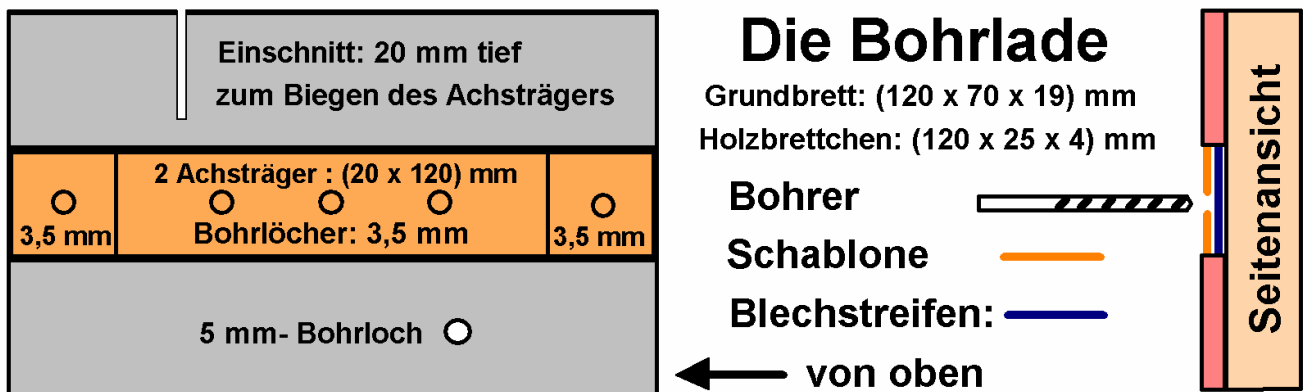 Einschnitt: 20 mm tief
zum Biegen des Achsträgers
2 Achsträger : (20 x 120) mm
3,5 mm
Bohrlöcher: 3,5 mm
3,5 mm
5 mm- Bohrloch
Die Bohrlade
Grundbrett: (120 x 70 x 19) mm
Holzbrettchen: (120 x 25 x 4) mm
Bohrer
Schablone
Blechstreifen:
von oben
Seitenansicht